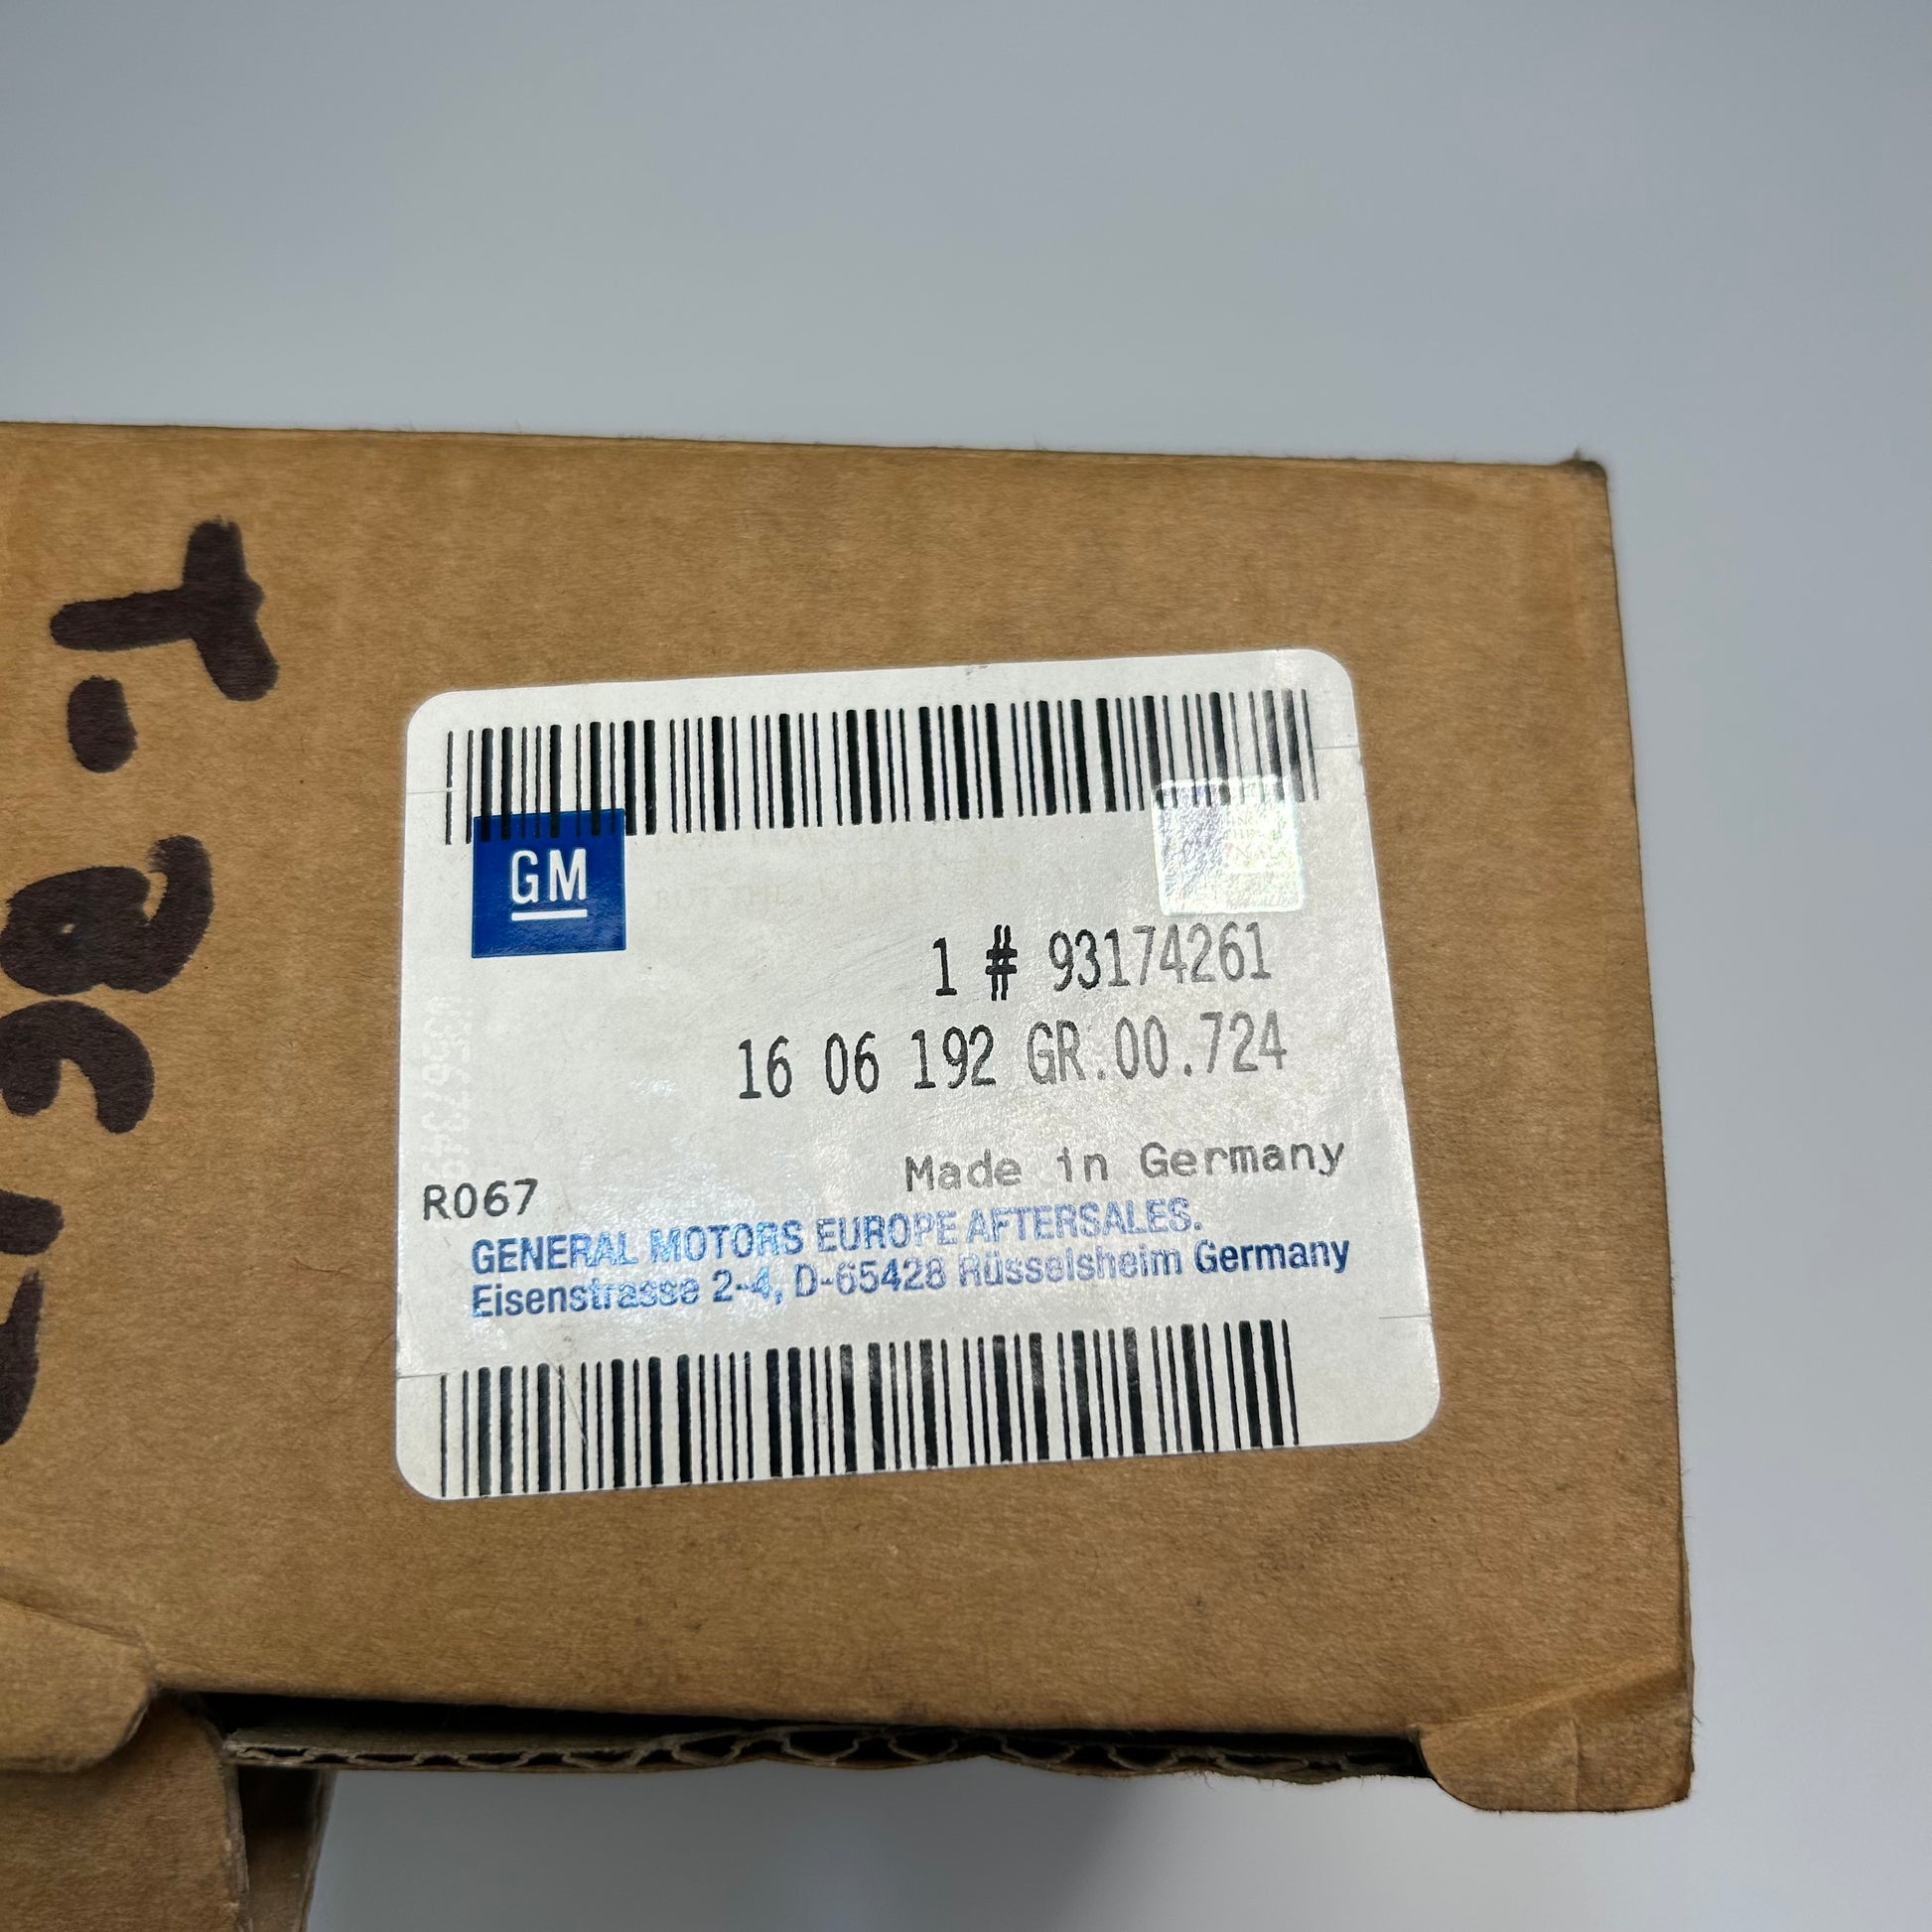 GM
1 # 93174261
16 06 192 GR.00.724
Made in Germany
R067
GENERAL MOTORS EUROPE AFTERSALES.
Eisenstrasse 2-4, D-65428 Rüsselsheim Germany